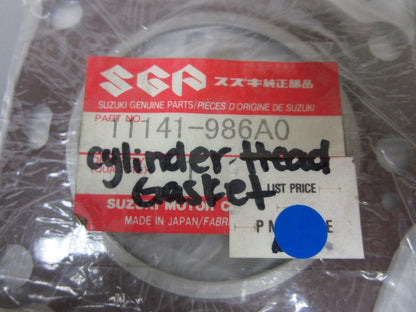 SGP スズキ純正部品
SUZUKI GENUINE PARTS/PIÈCES D'ORIGINE DE SUZUKI
PART NO.
11141-986A0
cylinder Head
Gasket
LIST PRICE
SUZUKI MOTOR C
MADE IN JAPAN/FABR